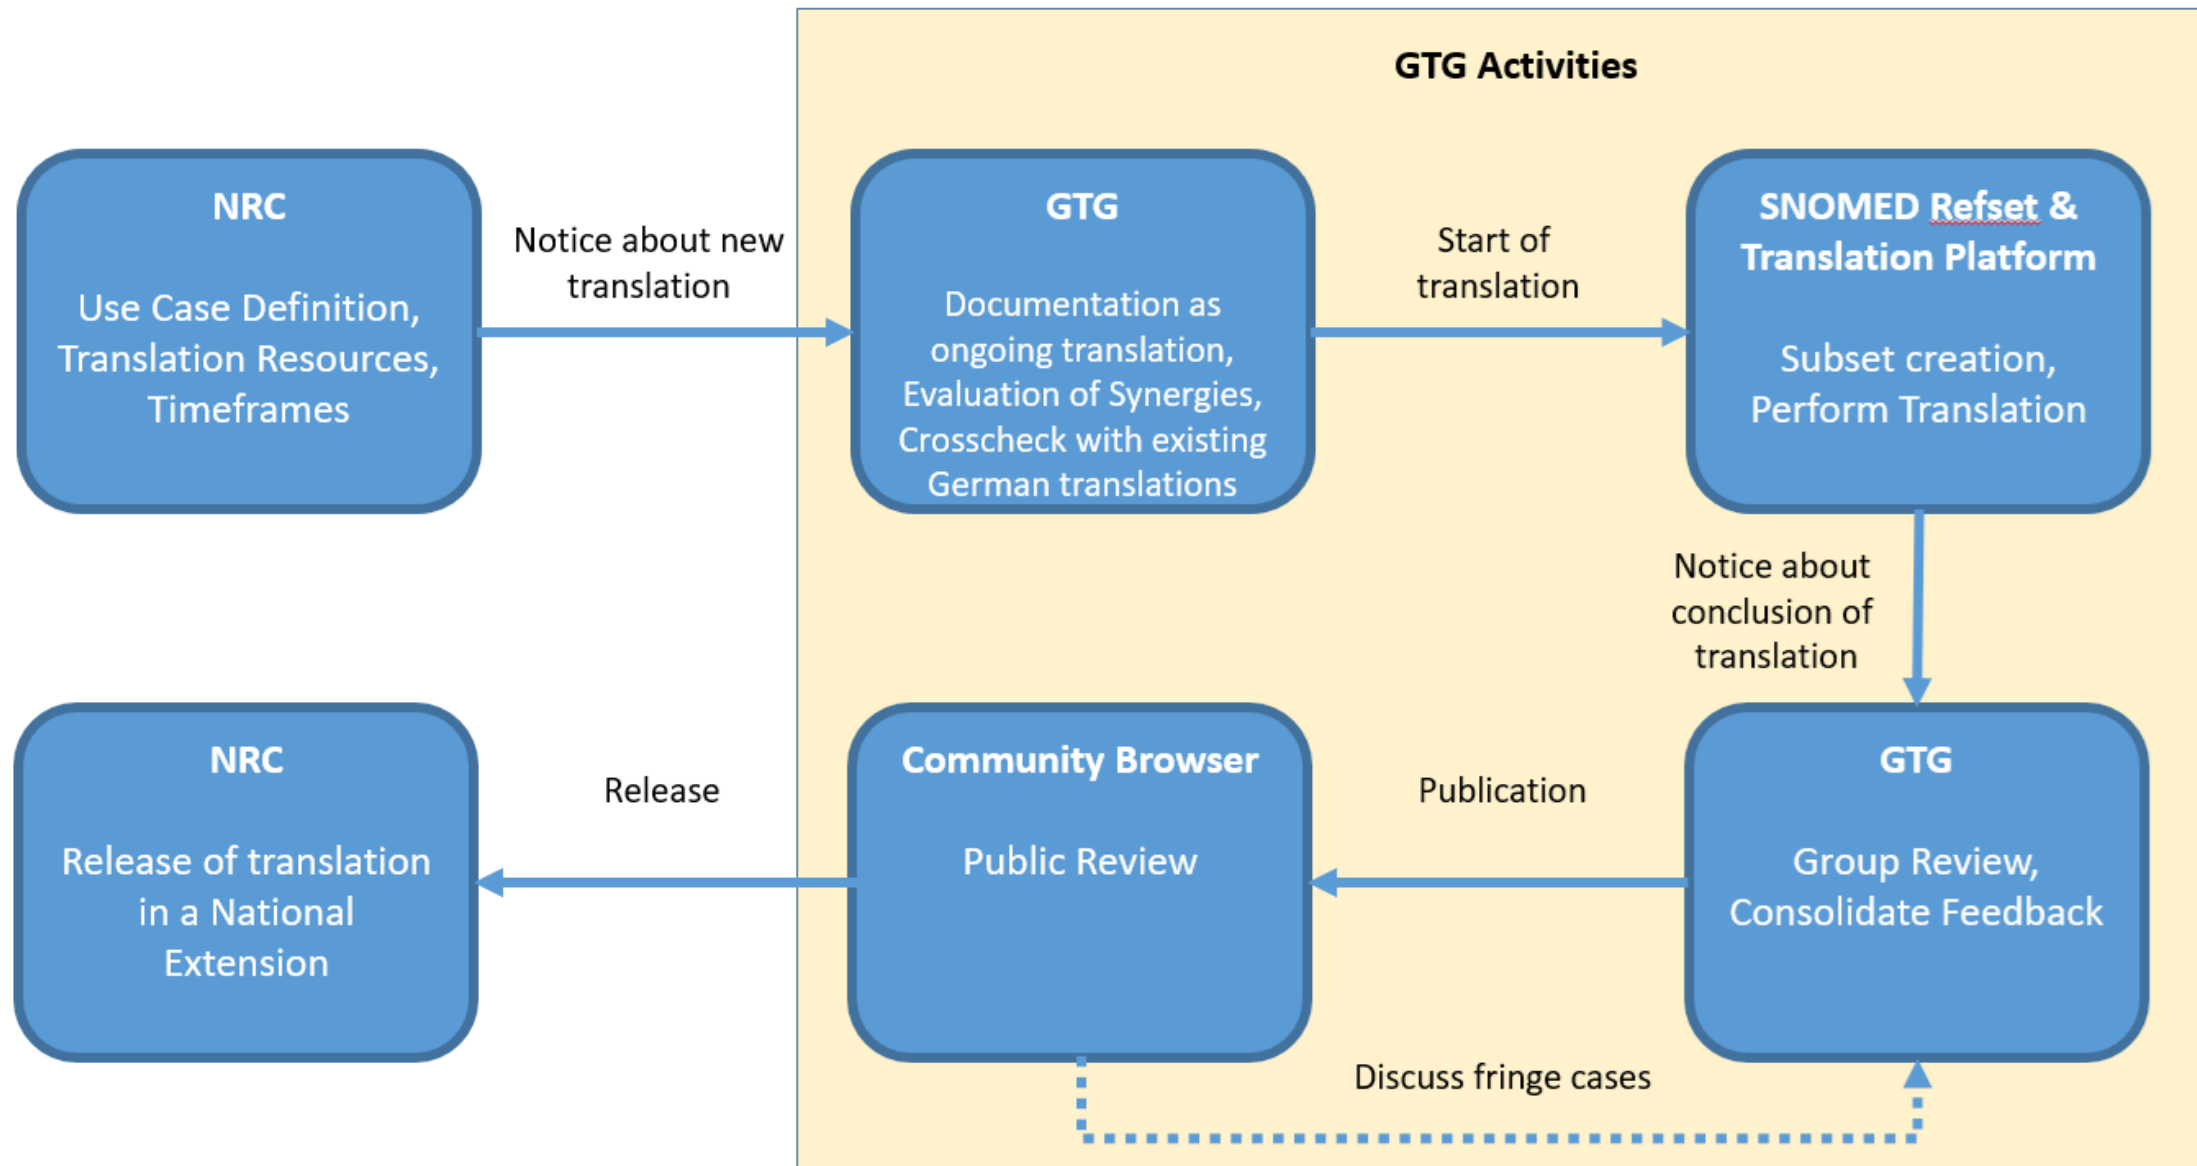 GTG Activities
NRC
Use Case Definition,
Translation Resources,
Timeframes
Notice about new
translation
GTG
Documentation as
ongoing translation,
Evaluation of Synergies,
Crosscheck with existing
German translations
Start of
translation
SNOMED Refset &
Translation Platform
Subset creation,
Perform Translation
Notice about
conclusion of
translation
GTG
Group Review,
Consolidate Feedback
Publication
Community Browser
Public Review
Discuss fringe cases
Release
NRC
Release of translation
in a National
Extension